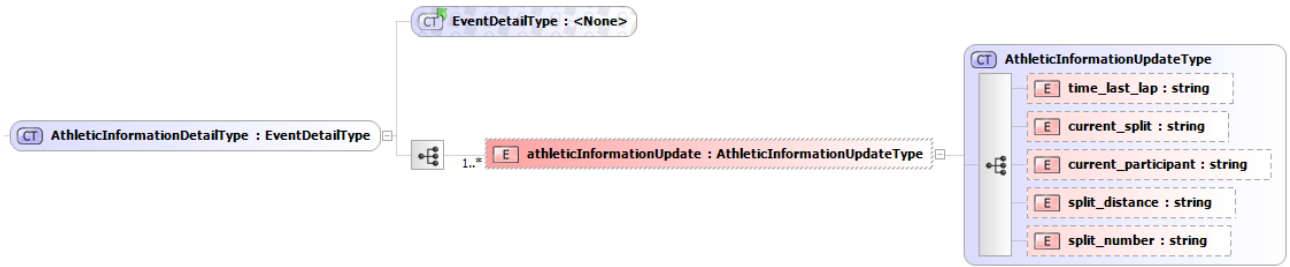 CT EventDetailType : <None>
CT AthleticInformationUpdateType
E time_last_lap : string
E current_split : string
CT AthleticInformationDetailType : EventDetailType
1..* E athleticInformationUpdate : AthleticInformationUpdateType
E current_participant : string
E split_distance : string
E split_number : string